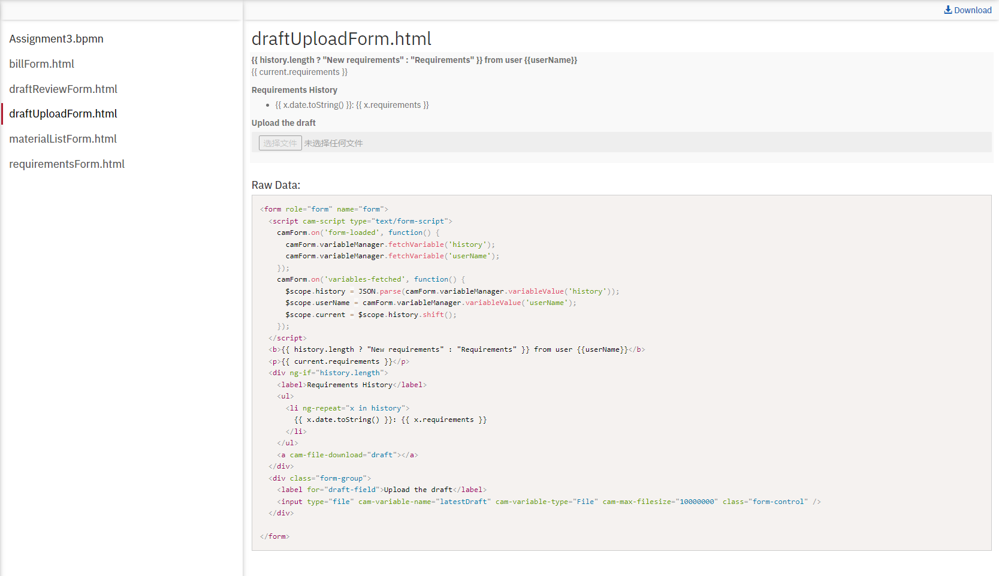 Download
Assignment3.bpmn
billForm.html
draftReviewForm.html
draftUploadForm.html
materialListForm.html
requirementsForm.html
draftUploadForm.html
{{ history.length ? "New requirements" : "Requirements" }} from user {{userName}}
{{ current.requirements }}
Requirements History
• {{ x.date.toString() }}: {{ x.requirements }}
Upload the draft
选择文件 未选择任何文件
Raw Data:
<form role="form" name="form">
  <script cam-script type="text/form-script">
    camForm.on('form-loaded', function() {
      camForm.variableManager.fetchVariable('history');
      camForm.variableManager.fetchVariable('userName');
    });
    camForm.on('variables-fetched', function() {
      $scope.history = JSON.parse(camForm.variableManager.variableValue('history'));
      $scope.userName = camForm.variableManager.variableValue('userName');
      $scope.current = $scope.history.shift();
    });
  </script>
  <b>{{ history.length ? "New requirements" : "Requirements" }} from user {{userName}}</b>
  <p>{{ current.requirements }}</p>
  <div ng-if="history.length">
    <label>Requirements History</label>
    <ul>
      <li ng-repeat="x in history">
        {{ x.date.toString() }}: {{ x.requirements }}
      </li>
    </ul>
    <a cam-file-download="draft"></a>
  </div>
  <div class="form-group">
    <label for="draft-field">Upload the draft</label>
    <input type="file" cam-variable-name="latestDraft" cam-variable-type="File" cam-max-filesize="10000000" class="form-control" />
  </div>
</form>